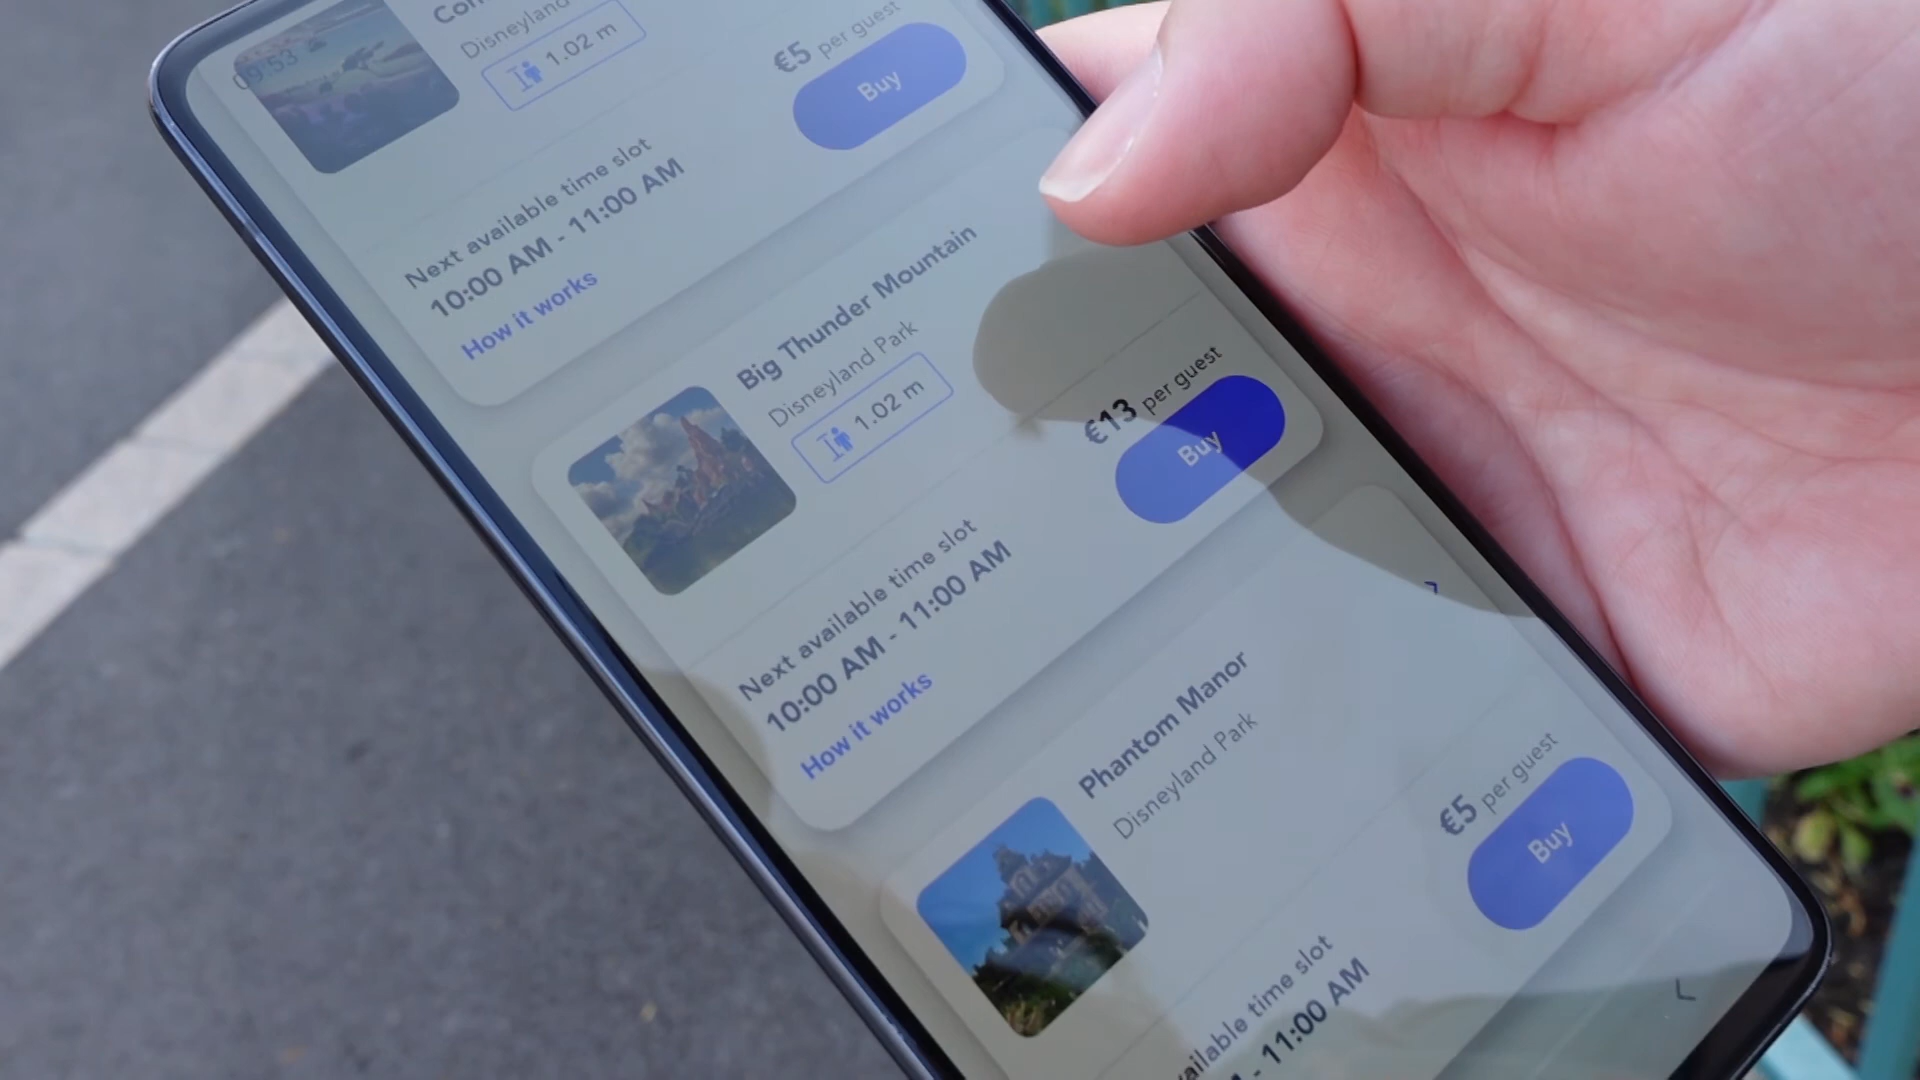 09:53
Disneyland
1.02 m
€5 per guest
Buy
Next available time slot
10:00 AM - 11:00 AM
How it works
Big Thunder Mountain
Disneyland Park
1.02 m
€13 per guest
Buy
Next available time slot
10:00 AM - 11:00 AM
How it works
Phantom Manor
Disneyland Park
€5 per guest
Buy
time slot
- 11:00 AM